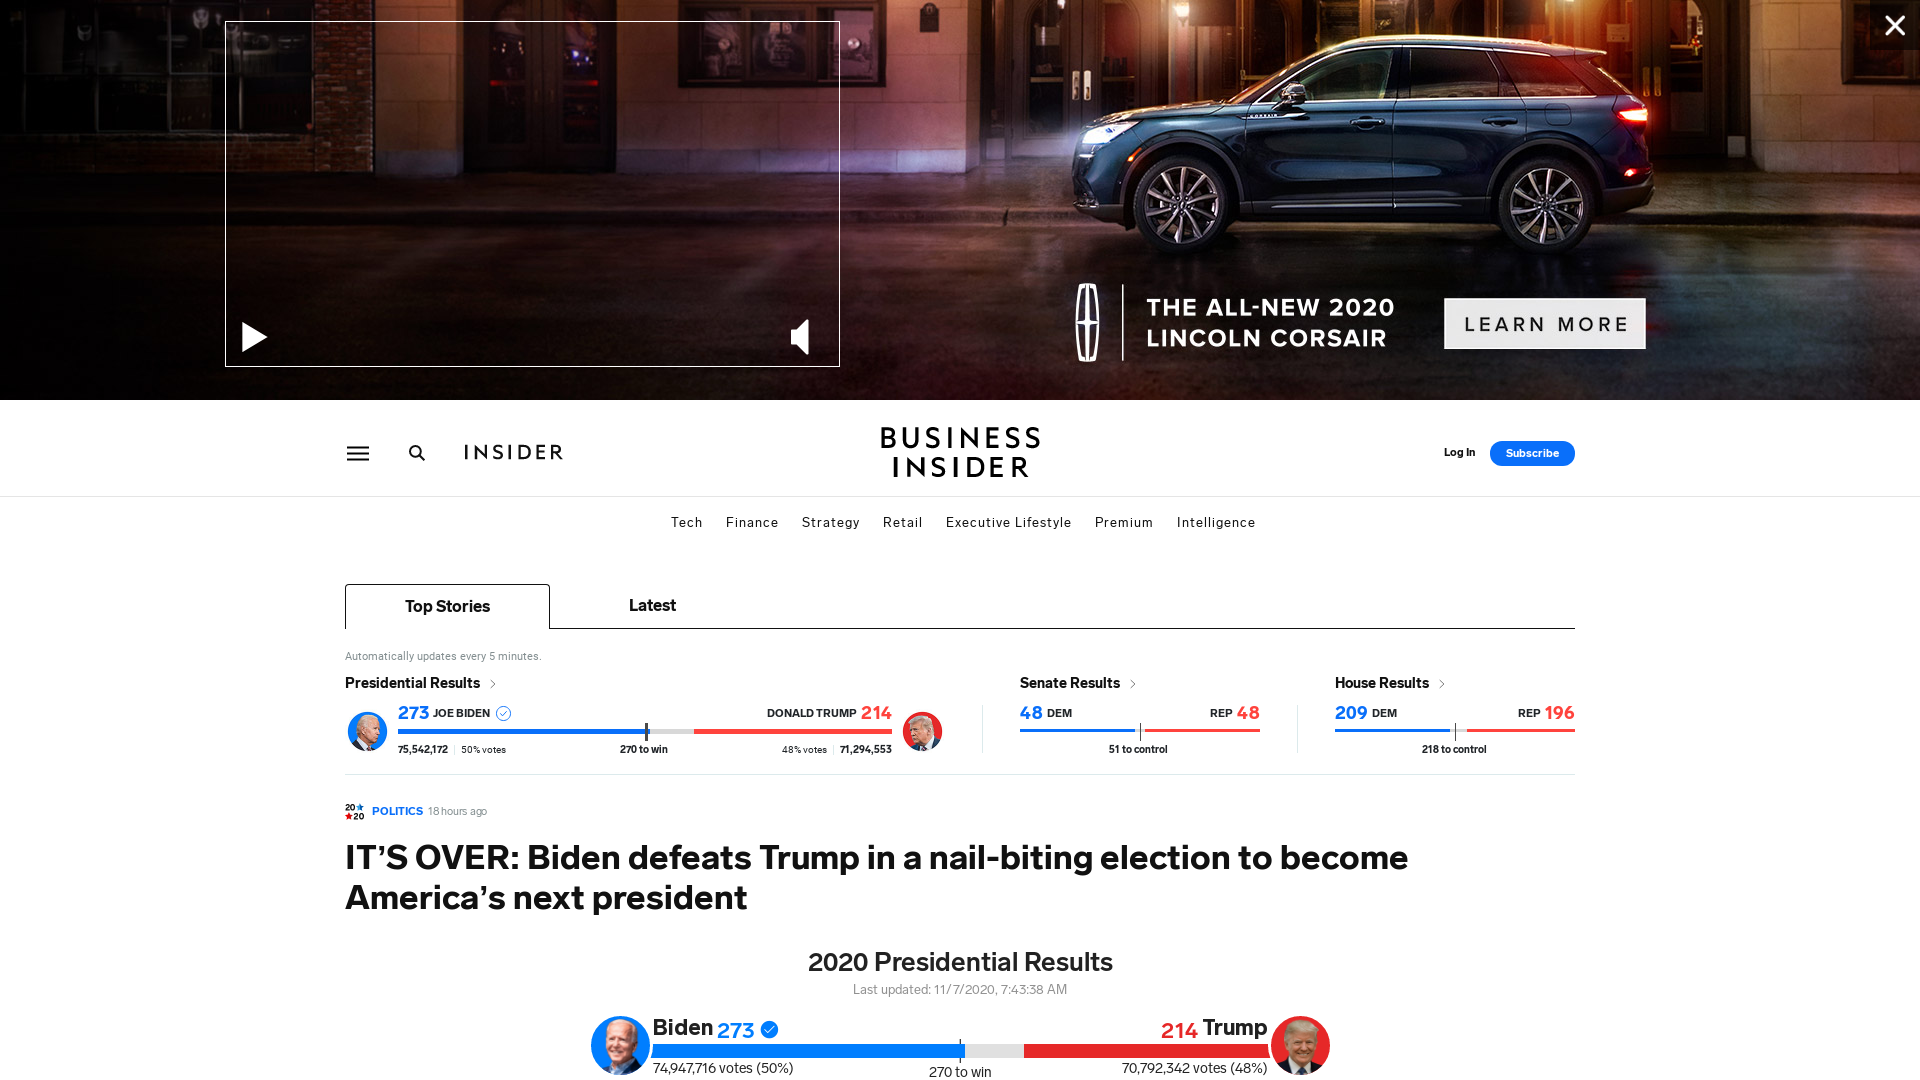 THE ALL-NEW 2020
LINCOLN CORSAIR
LEARN MORE
INSIDER
BUSINESS
INSIDER
Log In
Subscribe
Tech Finance Strategy Retail Executive Lifestyle Premium Intelligence
Top Stories
Latest
Automatically updates every 5 minutes.
Presidential Results
273 JOE BIDEN
DONALD TRUMP 214
75,542,172 50% votes
270 to win
48% votes 71,294,553
Senate Results
48 DEM
REP 48
51 to control
House Results
209 DEM
REP 196
218 to control
20
20
POLITICS 18 hours ago
IT’S OVER: Biden defeats Trump in a nail-biting election to become
America’s next president
2020 Presidential Results
Last updated: 11/7/2020, 7:43:38 AM
Biden 273
214 Trump
74,947,716 votes (50%)
270 to win
70,792,342 votes (48%)